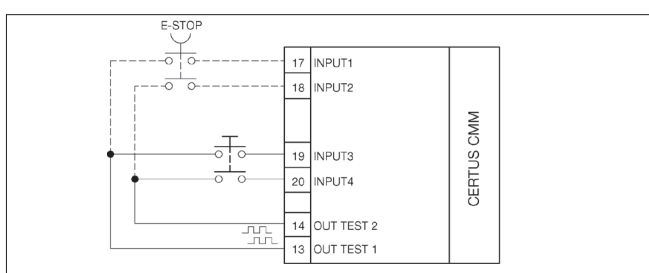 E-STOP
17 INPUT1
18 INPUT2
19 INPUT3
20 INPUT4
14 OUT TEST 2
13 OUT TEST 1
CERTUS CMM